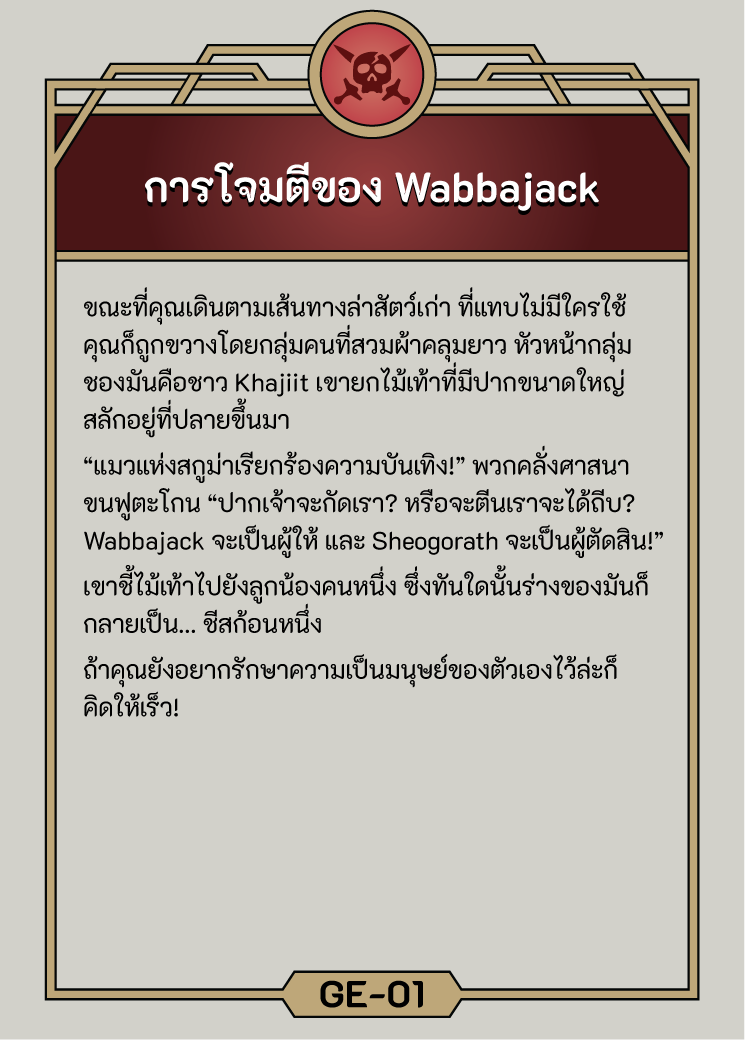 การโจมตีของ Wabbajack
ขณะที่คุณเดินตามเส้นทางล่าสัตว์เก่า ที่แทบไม่มีใครใช้
คุณก็ถูกขวางโดยกลุ่มคนที่สวมผ้าคลุมยาว หัวหน้ากลุ่ม
ของมันคือชาว Khajiit เขายกไม้เท้าที่มีปากขนาดใหญ่
สลักอยู่ที่ปลายขึ้นมา
“แมวแห่งสกูม่าเรียกร้องความบันเทิง!” พวกคลั่งศาสนา
ขนฟูตะโกน “ปากเจ้าจะกัดเรา? หรือจะตีนเราจะได้ถีบ?
Wabbajack จะเป็นผู้ให้ และ Sheogorath จะเป็นผู้ตัดสิน!”
เขาชี้ไม้เท้าไปยังลูกน้องคนหนึ่ง ซึ่งทันใดนั้นร่างของมันก็
กลายเป็น... ชีสก้อนหนึ่ง
ถ้าคุณยังอยากรักษาความเป็นมนุษย์ของตัวเองไว้ล่ะก็
คิดให้เร็ว!
GE-01